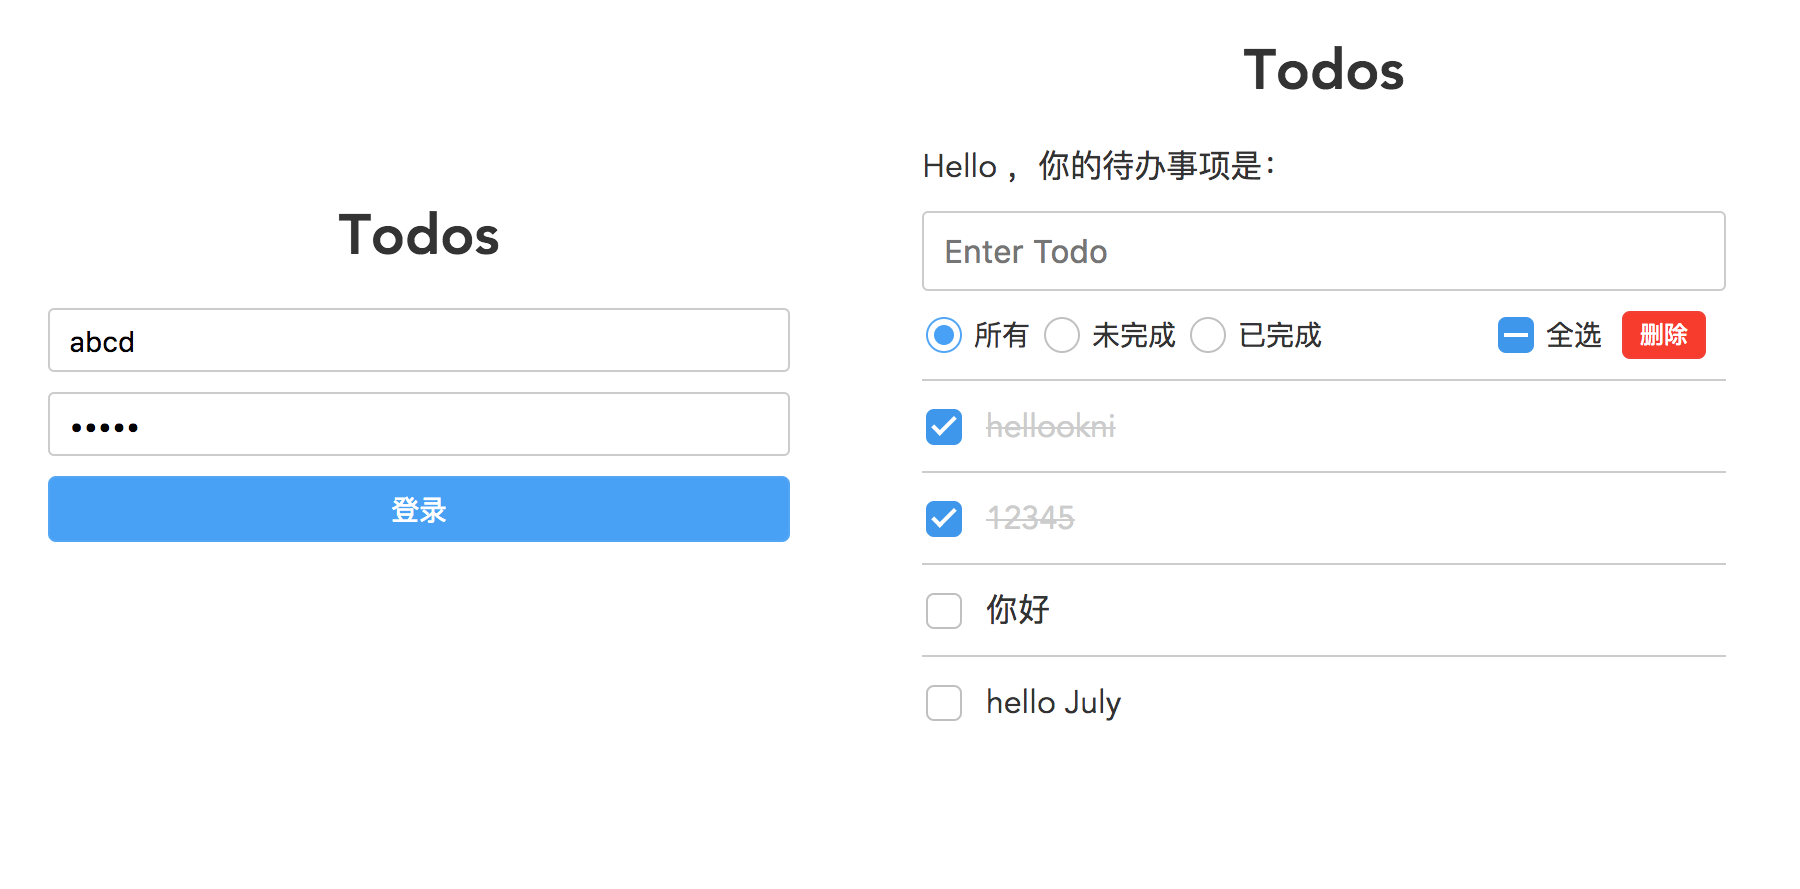 Todos
abcd
•••••
登录
Todos
Hello ，你的待办事项是：
Enter Todo
所有 未完成 已完成 全选 删除
hellookni
12345
你好
hello July